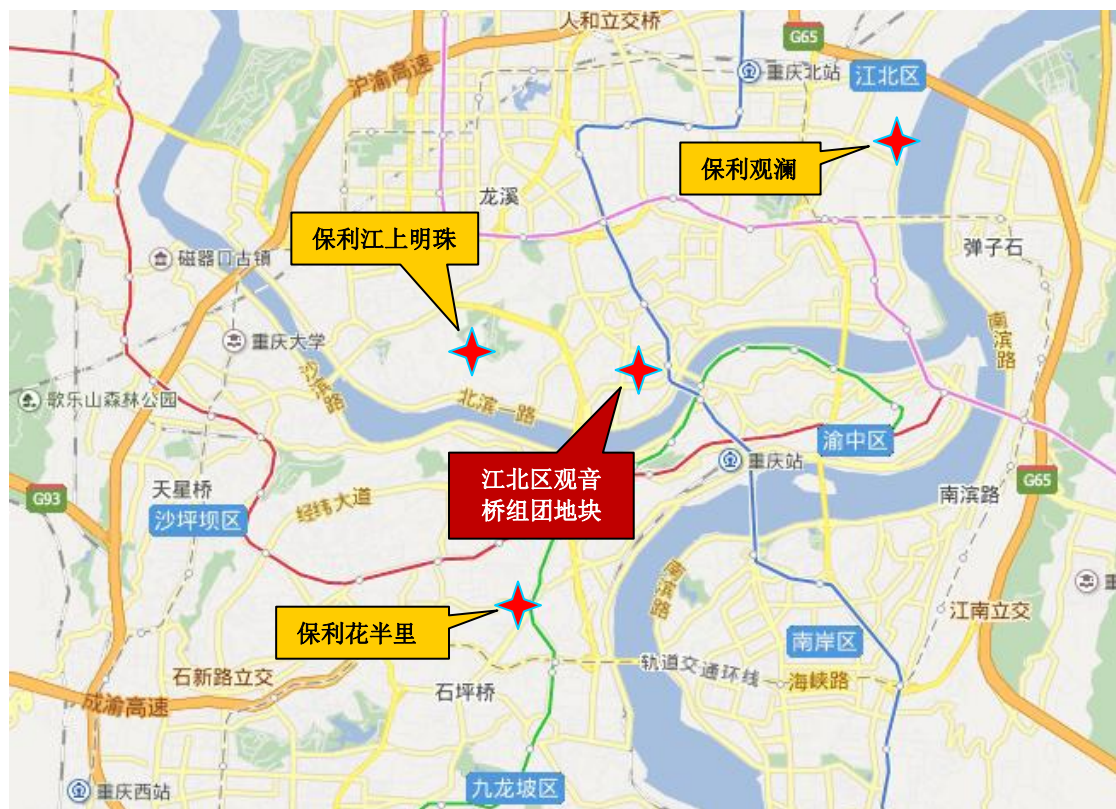 人和立交桥
G65
重庆北站
江北区
沪渝高速
保利观澜
龙溪
保利江上明珠
弹子石
磁器口古镇
南滨路
重庆大学
沙滨路
歌乐山森林公园
北滨一路
渝中区
重庆站
江北区观音
桥组团地块
G65
天星桥
G93
经纬大道
南滨路
沙坪坝区
南滨路
重
江南立交
保利花半里
南岸区
轨道交通环线
海峡路
石新路立交
石坪桥
成渝高速
九龙坡区
重庆西站